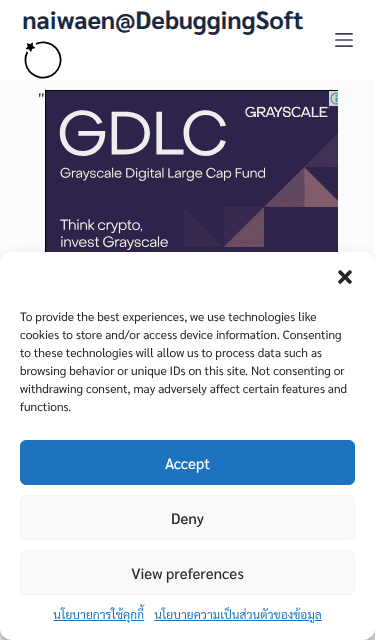 naiwaen@DebuggingSoft
"
GDLC
GRAYSCALE
Grayscale Digital Large Cap Fund
Think crypto,
invest Grayscale
To provide the best experiences, we use technologies like
cookies to store and/or access device information. Consenting
to these technologies will allow us to process data such as
browsing behavior or unique IDs on this site. Not consenting or
withdrawing consent, may adversely affect certain features and
functions.
Accept
Deny
View preferences
นโยบายการใช้คุกกี้ นโยบายความเป็นส่วนตัวของข้อมูล